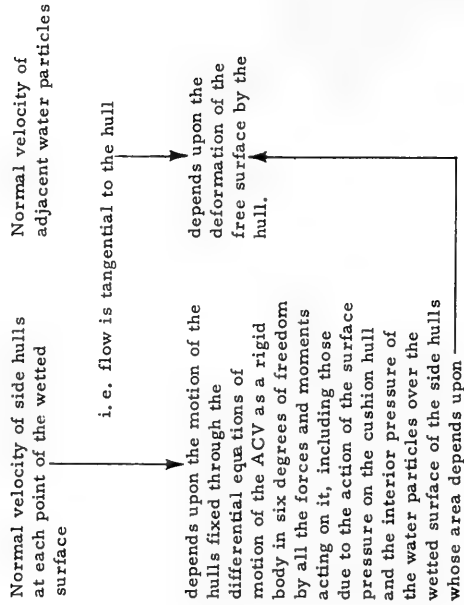 Normal velocity of side hulls
at each point of the wetted
surface
Normal velocity of
adjacent water particles
i. e. flow is tangential to the hull
depends upon the motion of the
hulls fixed through the
differential equations of
motion of the ACV as a rigid
body in six degrees of freedom
by all the forces and moments
acting on it, including those
due to the action of the surface
pressure on the cushion hull
and the interior pressure of
the water particles over the
wetted surface of the side hulls
whose area depends upon
depends upon the
deformation of the
free surface by the
hull.